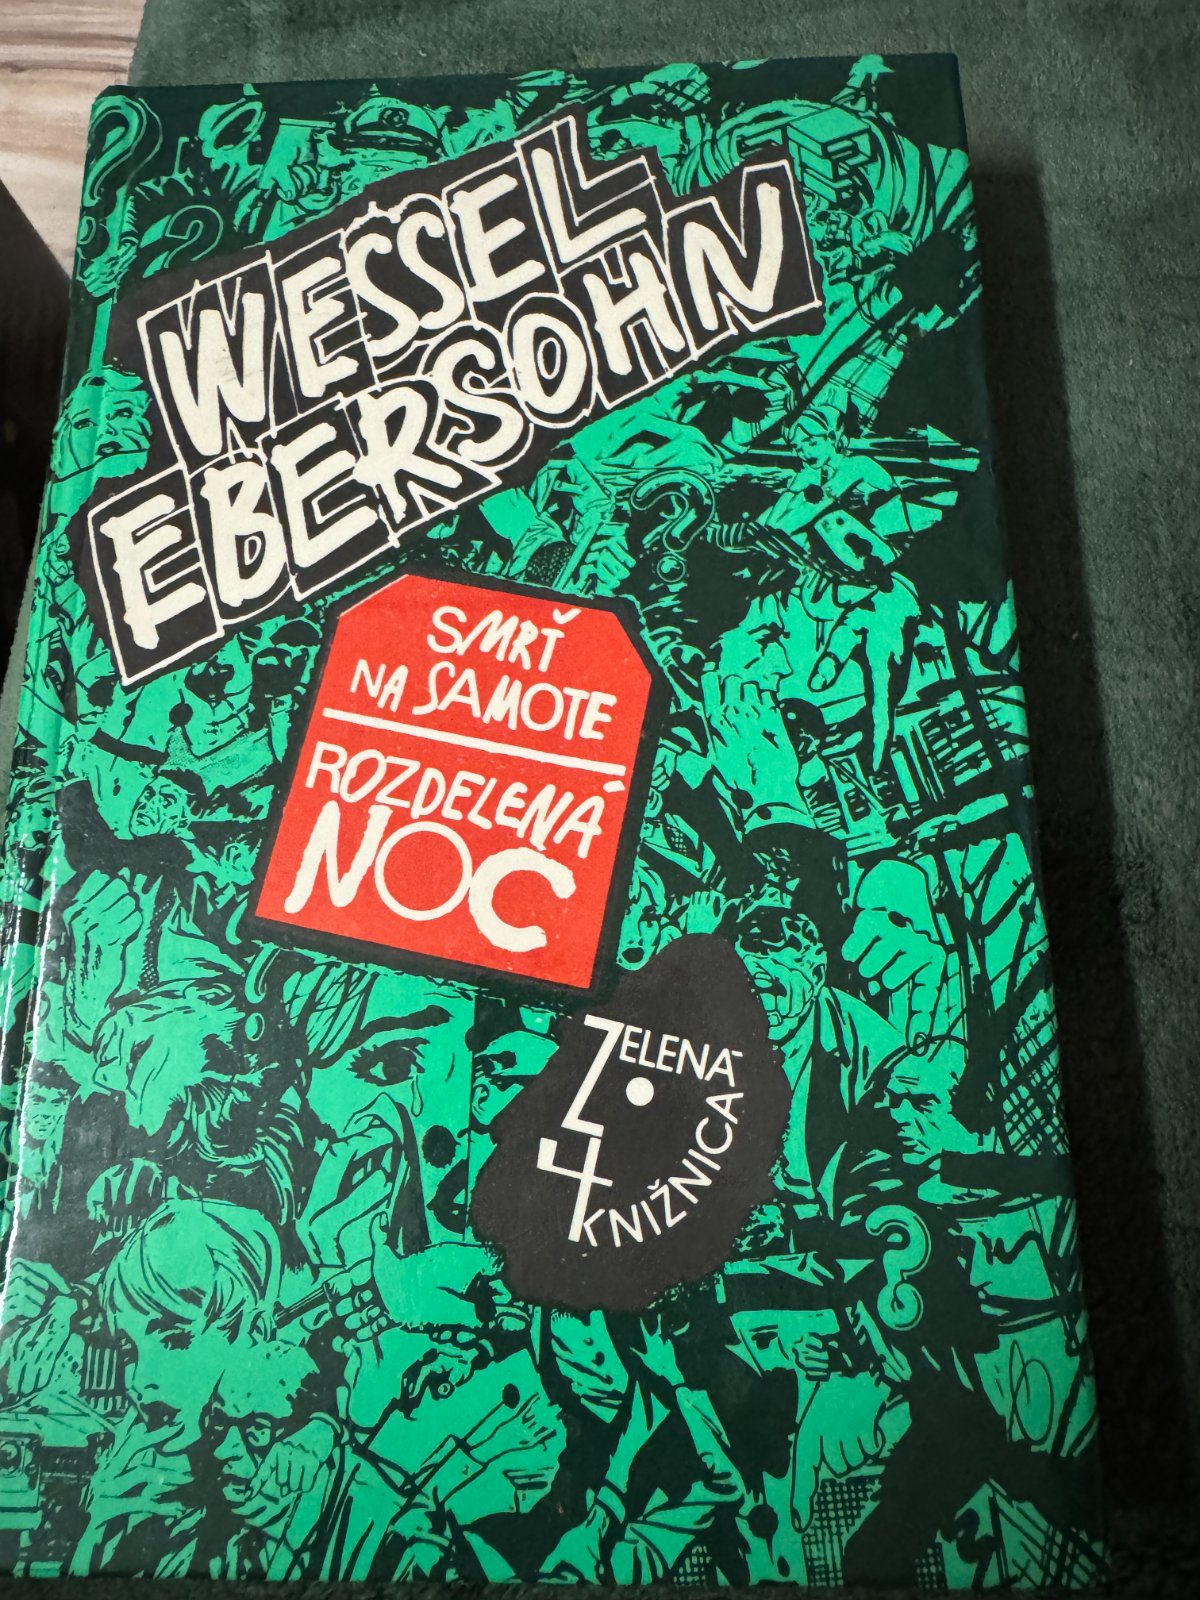 WESSEL
EBERSOHN
SMRŤ
NA SAMOTE
ROZDELENÁ
NOC
ZELENÁ
KNIŽNICA